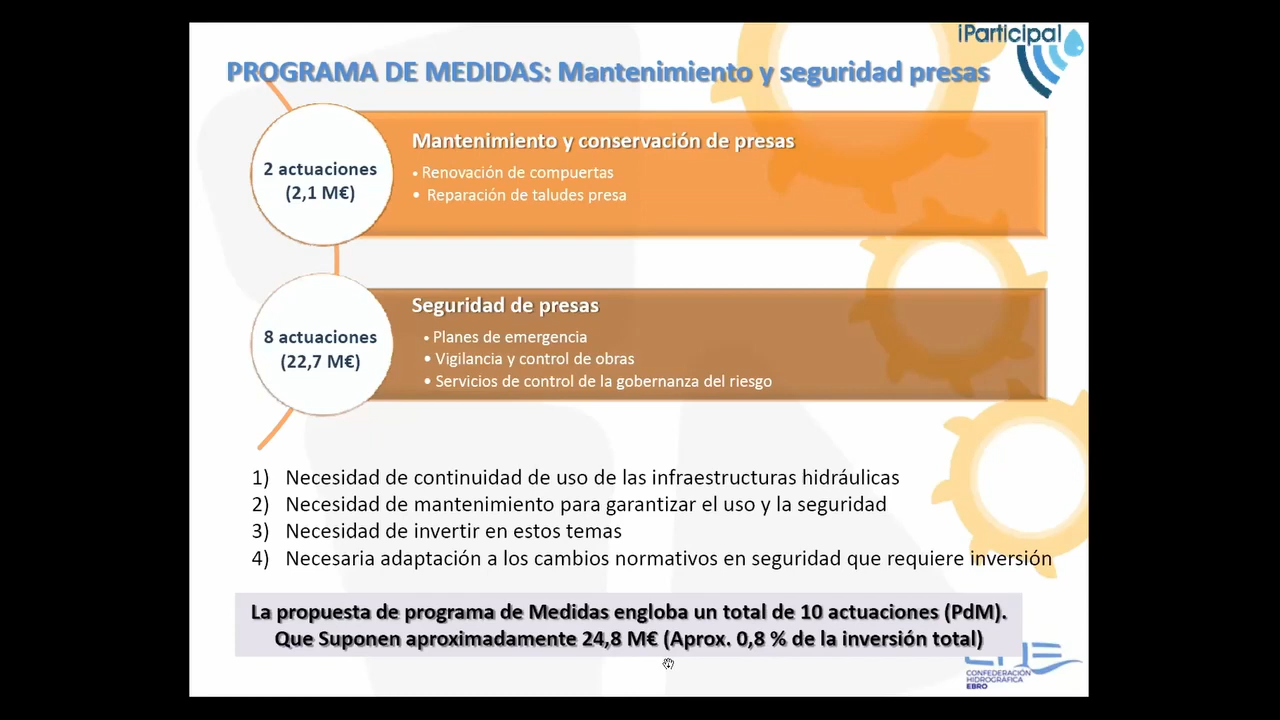 iParticipa!
PROGRAMA DE MEDIDAS: Mantenimiento y seguridad presas
2 actuaciones
(2,1 M€)
Mantenimiento y conservación de presas
• Renovación de compuertas
• Reparación de taludes presa
8 actuaciones
(22,7 M€)
Seguridad de presas
• Planes de emergencia
• Vigilancia y control de obras
• Servicios de control de la gobernanza del riesgo
1) Necesidad de continuidad de uso de las infraestructuras hidráulicas
2) Necesidad de mantenimiento para garantizar el uso y la seguridad
3) Necesidad de invertir en estos temas
4) Necesaria adaptación a los cambios normativos en seguridad que requiere inversión
La propuesta de programa de Medidas engloba un total de 10 actuaciones (PdM).
Que Suponen aproximadamente 24,8 M€ (Aprox. 0,8 % de la inversión total)
CONFEDERACIÓN
HIDROGRÁFICA
EBRO